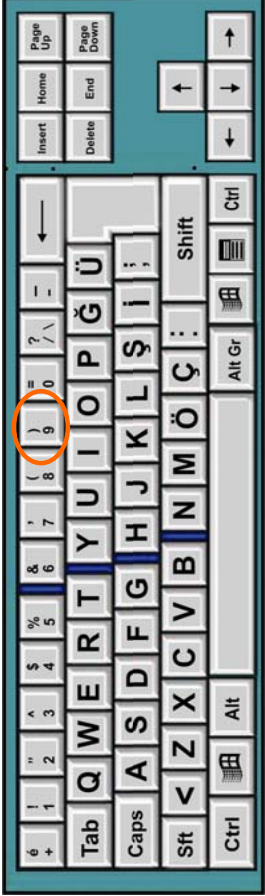 é + ! 1 " 2 ^ 3 $ 4 % 5 & 6 ' 7 ( 8 ) 9 = 0 ? / \ _ - ← Insert Home Page Up
Tab Q W E R T Y U I O P Ğ Ü Delete End Page Down
Caps A S D F G H J K L Ş İ ;
Sft < Z X C V B N M Ö Ç : . Shift ↑
Ctrl Alt Alt Gr Ctrl ← ↓ →